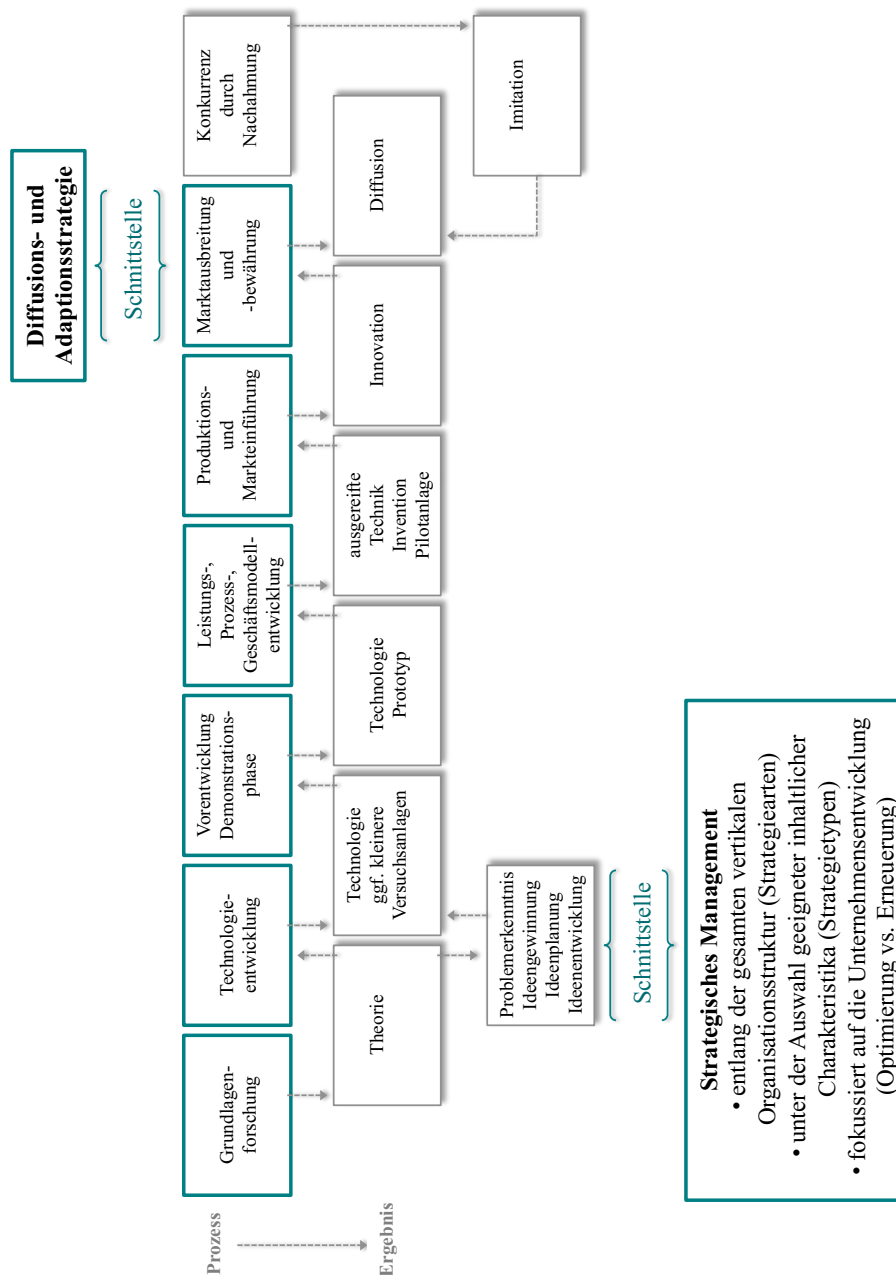 Diffusions- und
Adaptionsstrategie
Schnittstelle
Prozess
Grundlagen-
forschung
Technologie-
entwicklung
Vorentwicklung
Demonstrations-
phase
Leistungs-,
Prozess-,
Geschäftsmodell-
entwicklung
Produktions-
und
Markteinführung
Marktausbreitung
und
-bewährung
Konkurrenz
durch
Nachahmung
Ergebnis
Theorie
Technologie
ggf. kleinere
Versuchsanlagen
Technologie
Prototyp
ausgereifte
Technik
Invention
Pilotanlage
Innovation
Diffusion
Problemerkenntnis
Ideengewinnung
Ideenplanung
Ideenentwicklung
Imitation
Schnittstelle
Strategisches Management
• entlang der gesamten vertikalen
Organisationsstruktur (Strategiearten)
• unter der Auswahl geeigneter inhaltlicher
Charakteristika (Strategietypen)
• fokussiert auf die Unternehmensentwicklung
(Optimierung vs. Erneuerung)